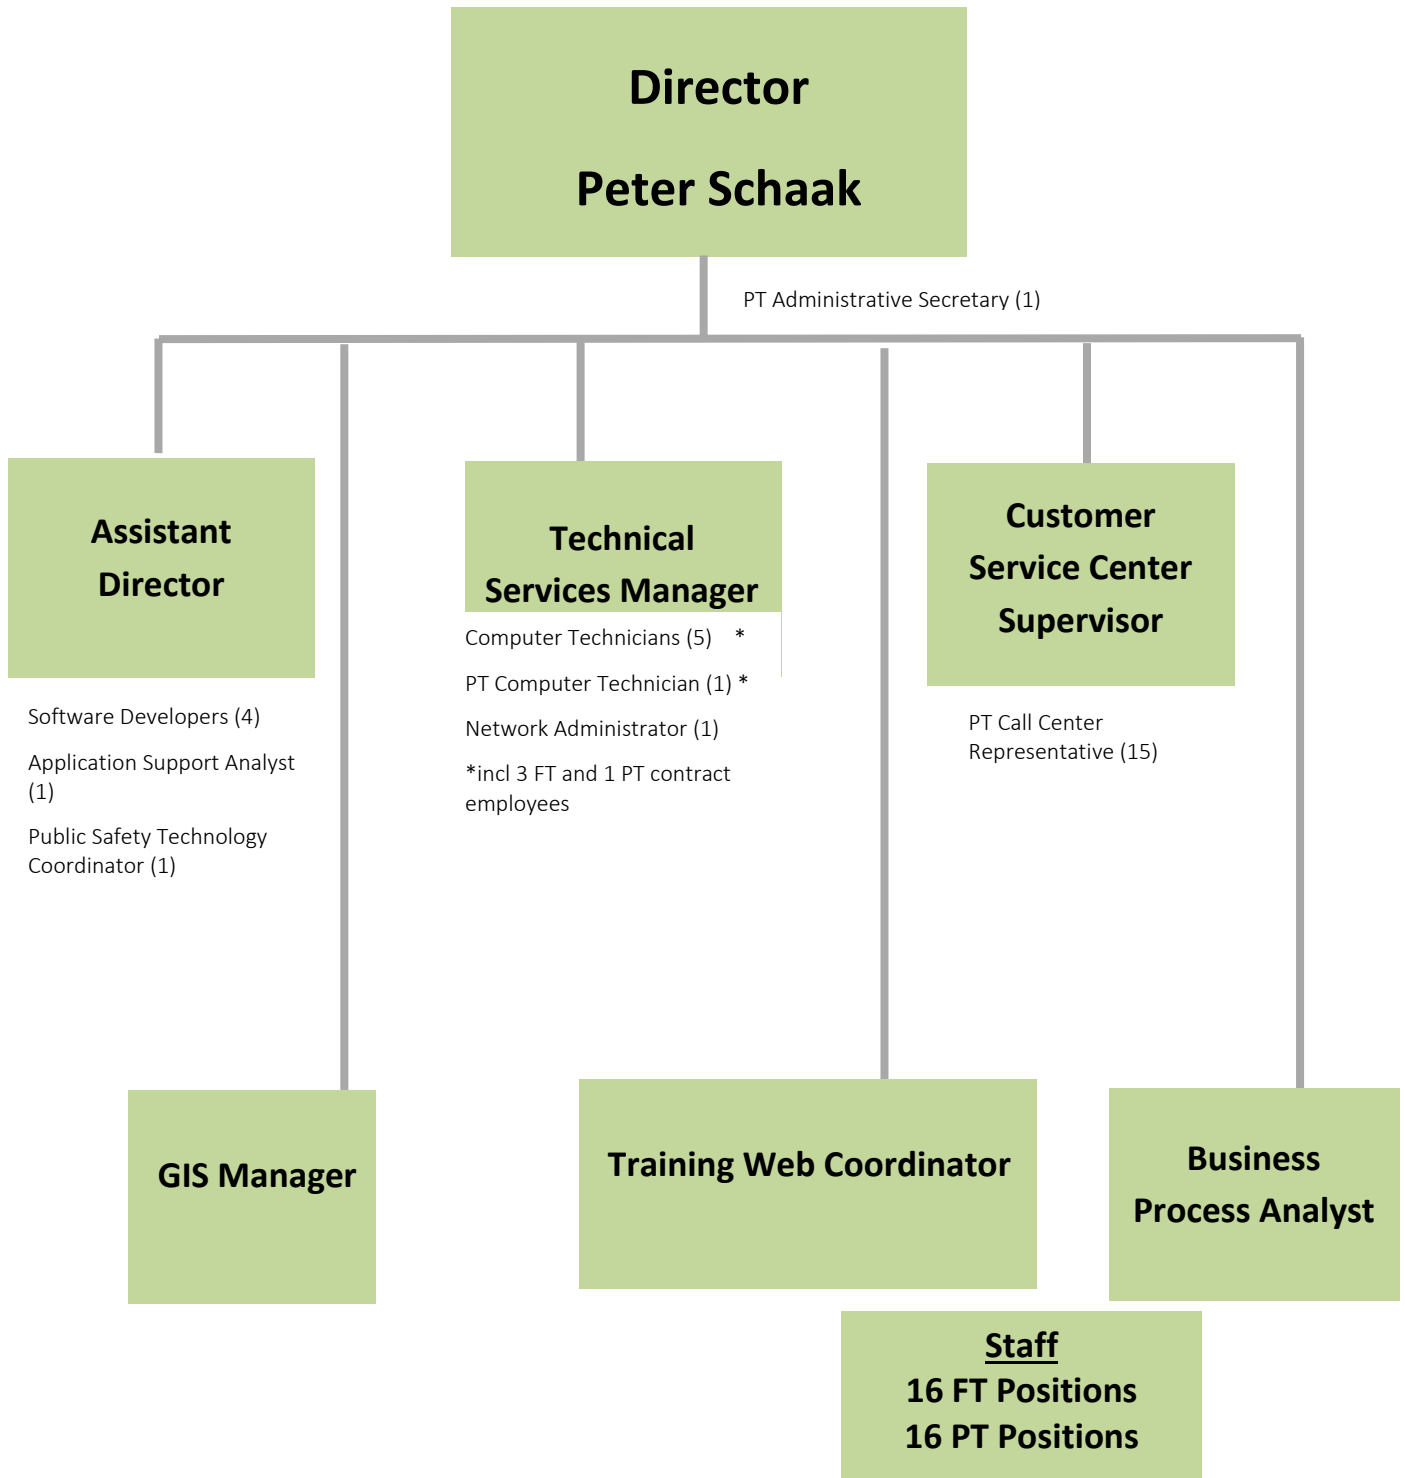 Director
Peter Schaak
PT Administrative Secretary (1)
Assistant
Director
Software Developers (4)
Application Support Analyst
(1)
Public Safety Technology
Coordinator (1)
Technical
Services Manager
Computer Technicians (5) *
PT Computer Technician (1) *
Network Administrator (1)
*incl 3 FT and 1 PT contract
employees
Customer
Service Center
Supervisor
PT Call Center
Representative (15)
GIS Manager
Training Web Coordinator
Business
Process Analyst
Staff
16 FT Positions
16 PT Positions